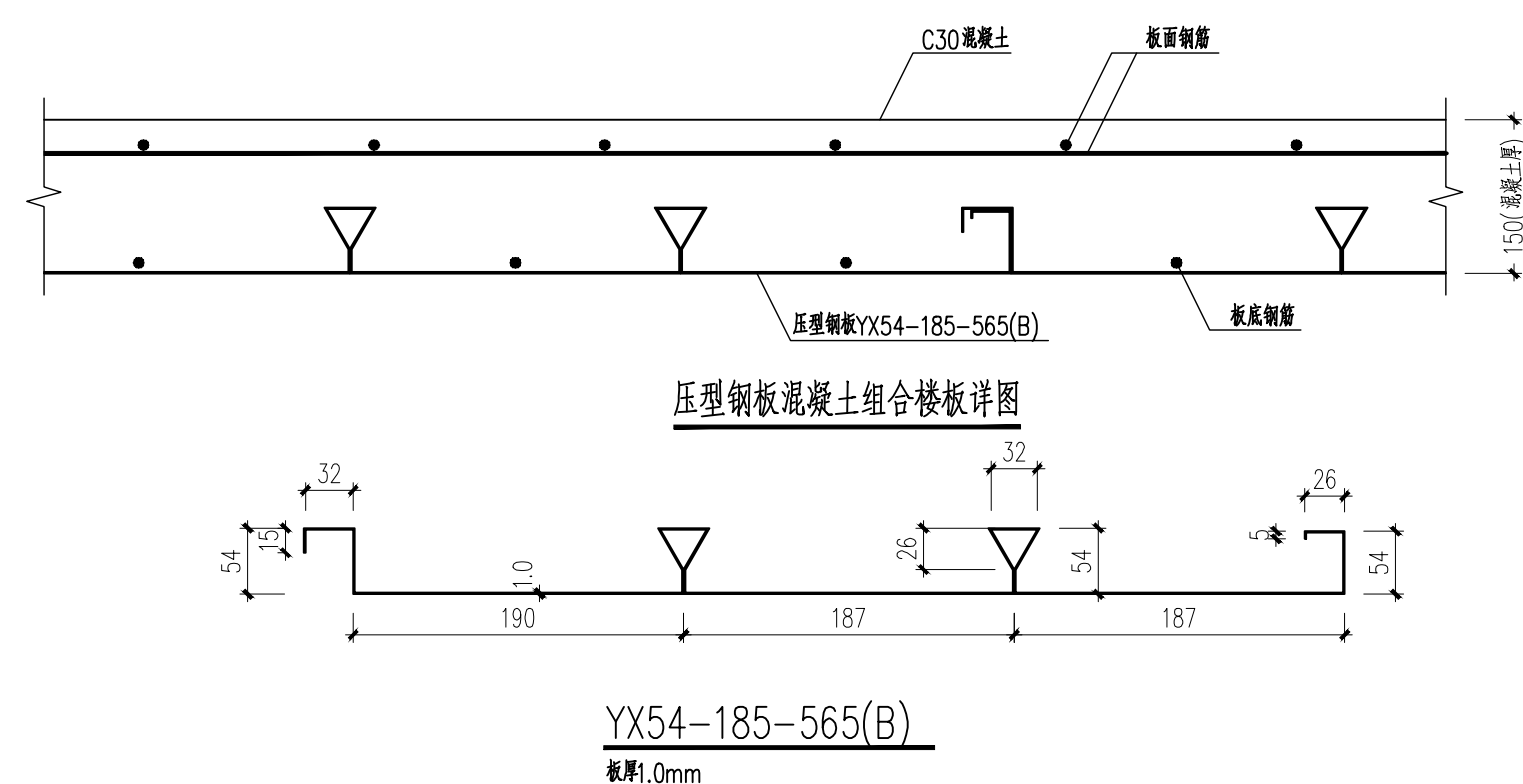 C30混凝土
板面钢筋
150(混凝土厚)
压型钢板YX54-185-565(B)
板底钢筋
压型钢板混凝土组合楼板详图
32
32
26
54
15
1.0
26
54
5
54
190
187
187
YX54-185-565(B)
板厚1.0mm